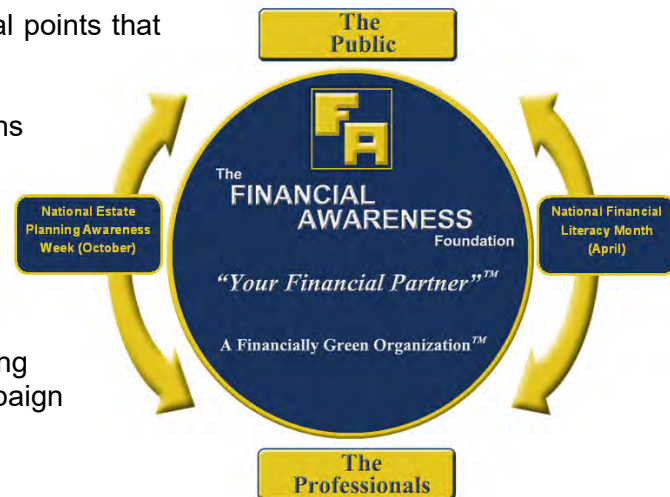 al points that
ns
ing
paign
The
Public
FA
The
FINANCIAL
AWARENESS
Foundation
"Your Financial Partner"™
A Financially Green Organization™
National Estate
Planning Awareness
Week (October)
National Financial
Literacy Month
(April)
The
Professionals